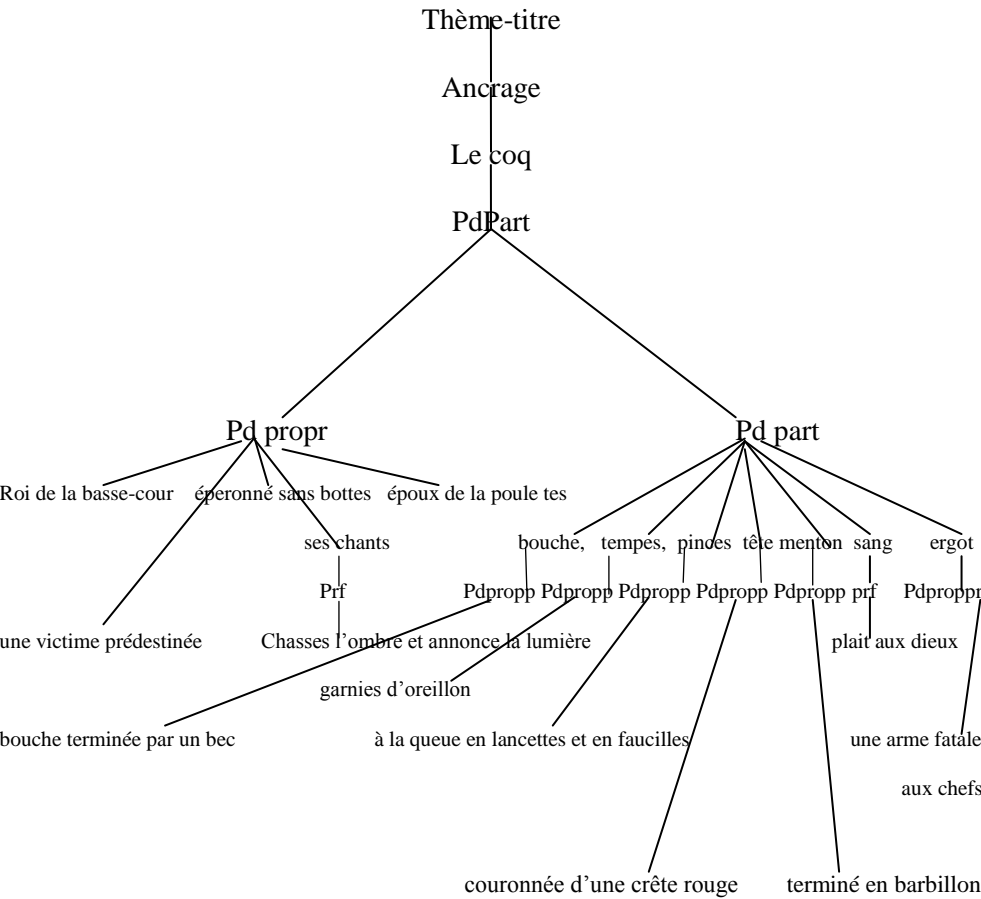 Thème-titre
Ancrage
Le coq
PdPart
Pd propr Pd part
Roi de la basse-cour éperonné sans bottes époux de la poule tes
ses chants bouche, tempes, pinces tête menton sang ergot
Prf Pdpropp Pdpropp Pdpropp Pdpropp Pdpropp prf Pdproppr
une victime prédestinée Chasses l’ombre et annonce la lumière plait aux dieux
garnies d’oreillon
bouche terminée par un bec à la queue en lancettes et en faucilles une arme fatale
aux chefs
couronnée d’une crête rouge terminé en barbillon